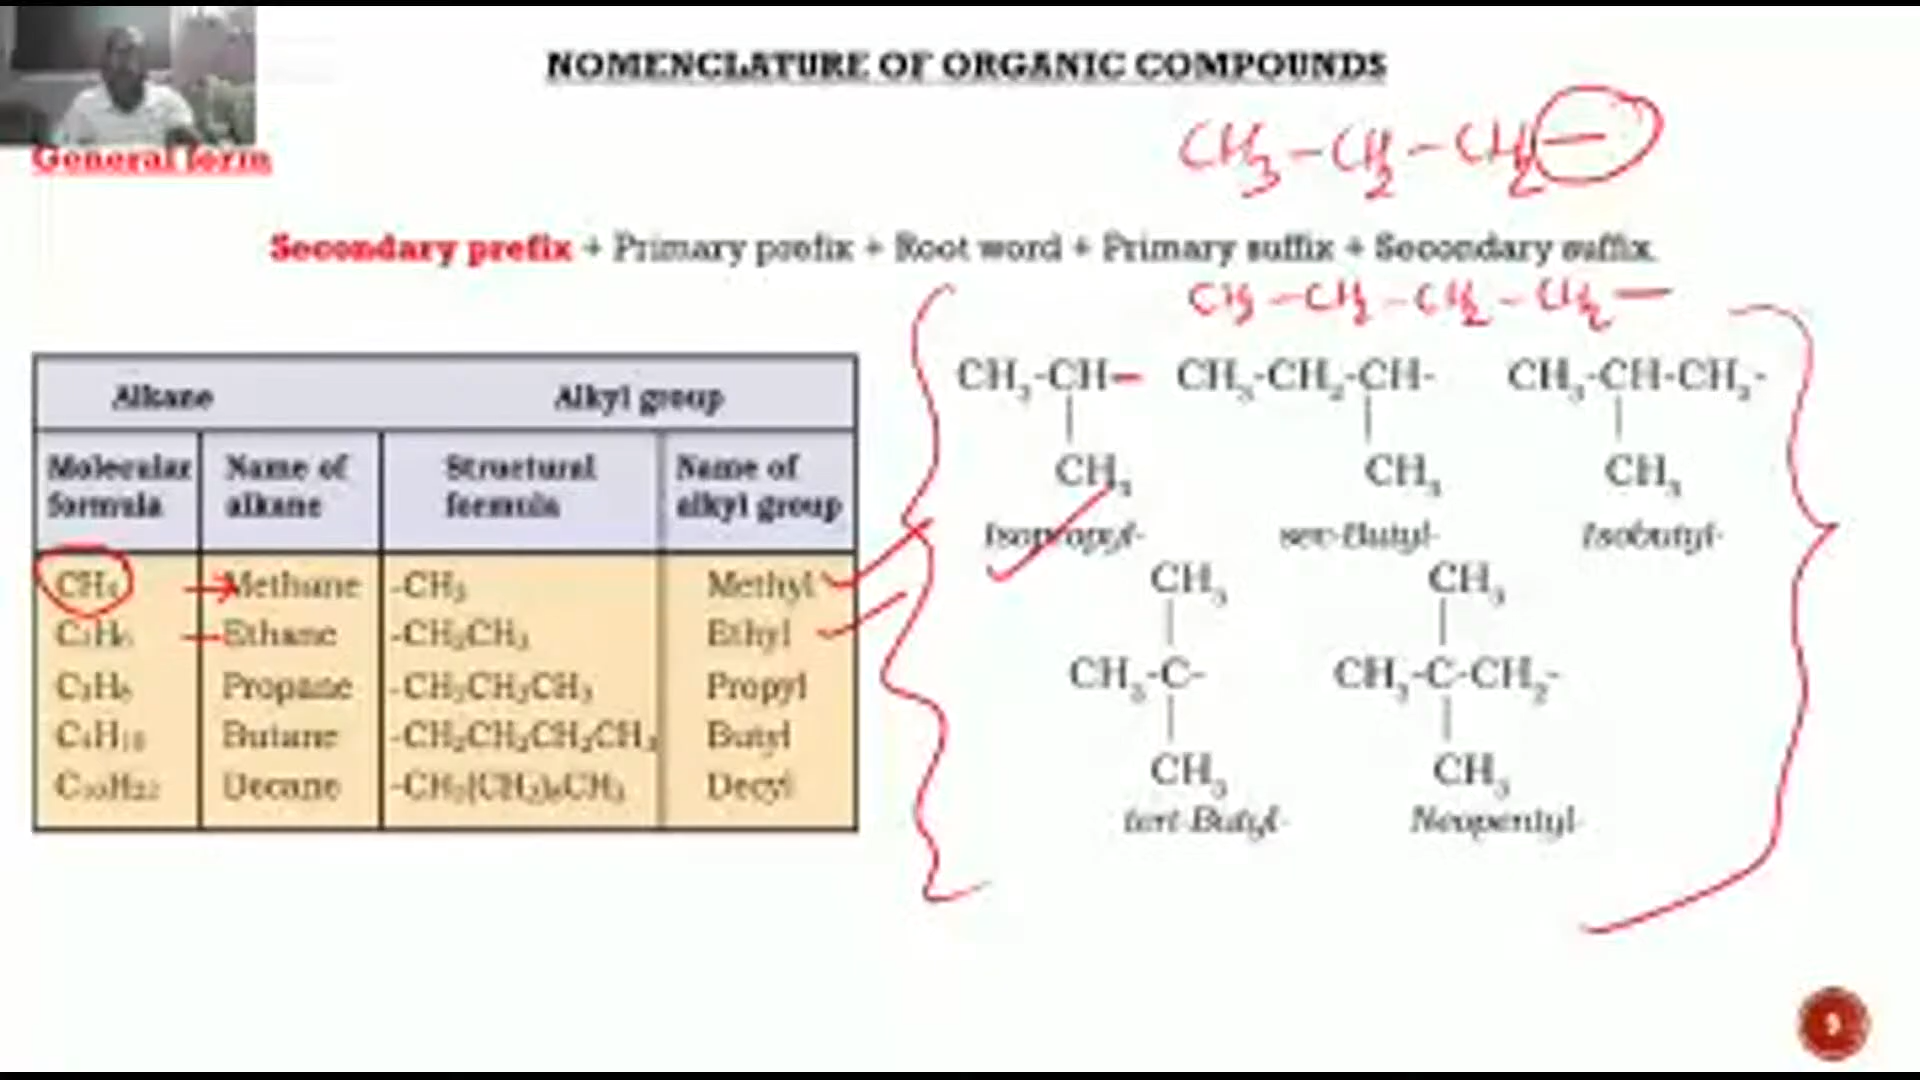 NOMENCLATURE OF ORGANIC COMPOUNDS
CH₃-CH₂-CH₂-
General form
Secondary prefix + Primary prefix + Root word + Primary suffix + Secondary suffix
CH₃-CH₂-CH₂-CH₂-
Alkane Alkyl group
Molecular formula Name of alkane Structural formula Name of alkyl group
CH₄ Methane -CH₃ Methyl
C₂H₆ Ethane -CH₂CH₃ Ethyl
C₃H₈ Propane -CH₂CH₂CH₃ Propyl
C₄H₁₀ Butane -CH₂CH₂CH₂CH₃ Butyl
C₁₀H₂₂ Decane -CH₂(CH₂)₈CH₃ Decyl
CH₃-CH- CH₃-CH₂-CH- CH₃-CH-CH₂-
CH₃ CH₃ CH₃
Isopropyl- sec-Butyl- Isobutyl-
CH₃ CH₃
CH₃-C- CH₃-C-CH₂-
CH₃ CH₃
tert-Butyl- Neopentyl-